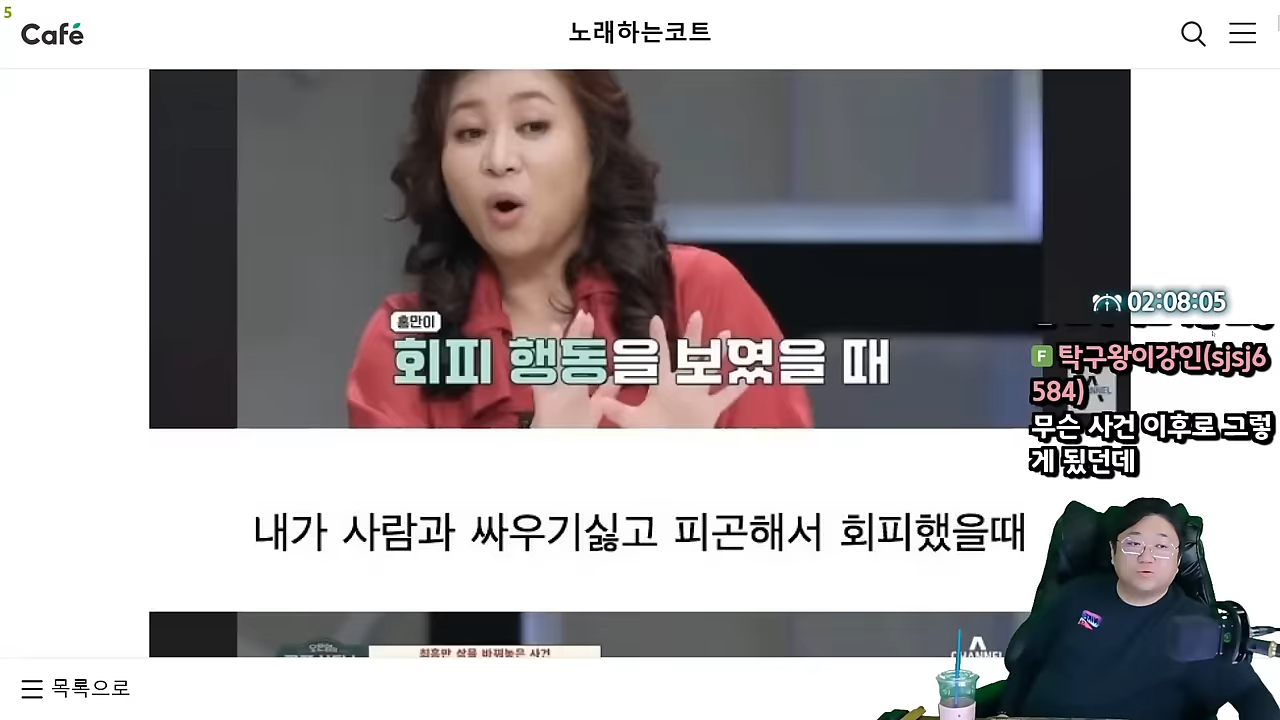 5
Café
노래하는코트
홍만이
회피 행동을 보였을 때
02:08:05
F 탁구왕이강인(sjsj6
584)
무슨 사건 이후로 그렇
게 됬던데
내가 사람과 싸우기싫고 피곤해서 회피했을때
최홍만 삶을 바꿔놓은 사건
CHANNEL
목록으로